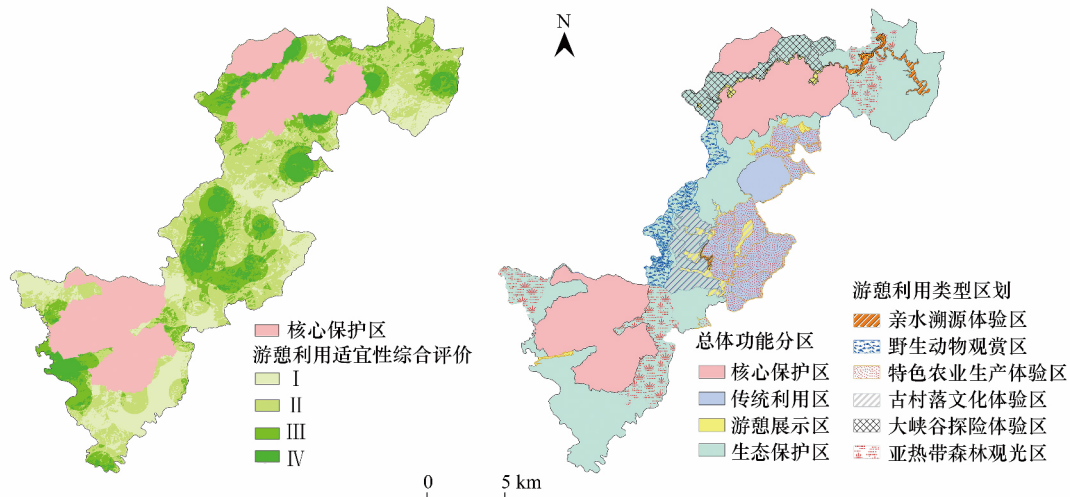 N
核心保护区
游憩利用适宜性综合评价
Ⅰ
Ⅱ
Ⅲ
Ⅳ
0 5 km
总体功能分区
核心保护区
传统利用区
游憩展示区
生态保护区
游憩利用类型区划
亲水溯源体验区
野生动物观赏区
特色农业生产体验区
古村落文化体验区
大峡谷探险体验区
亚热带森林观光区